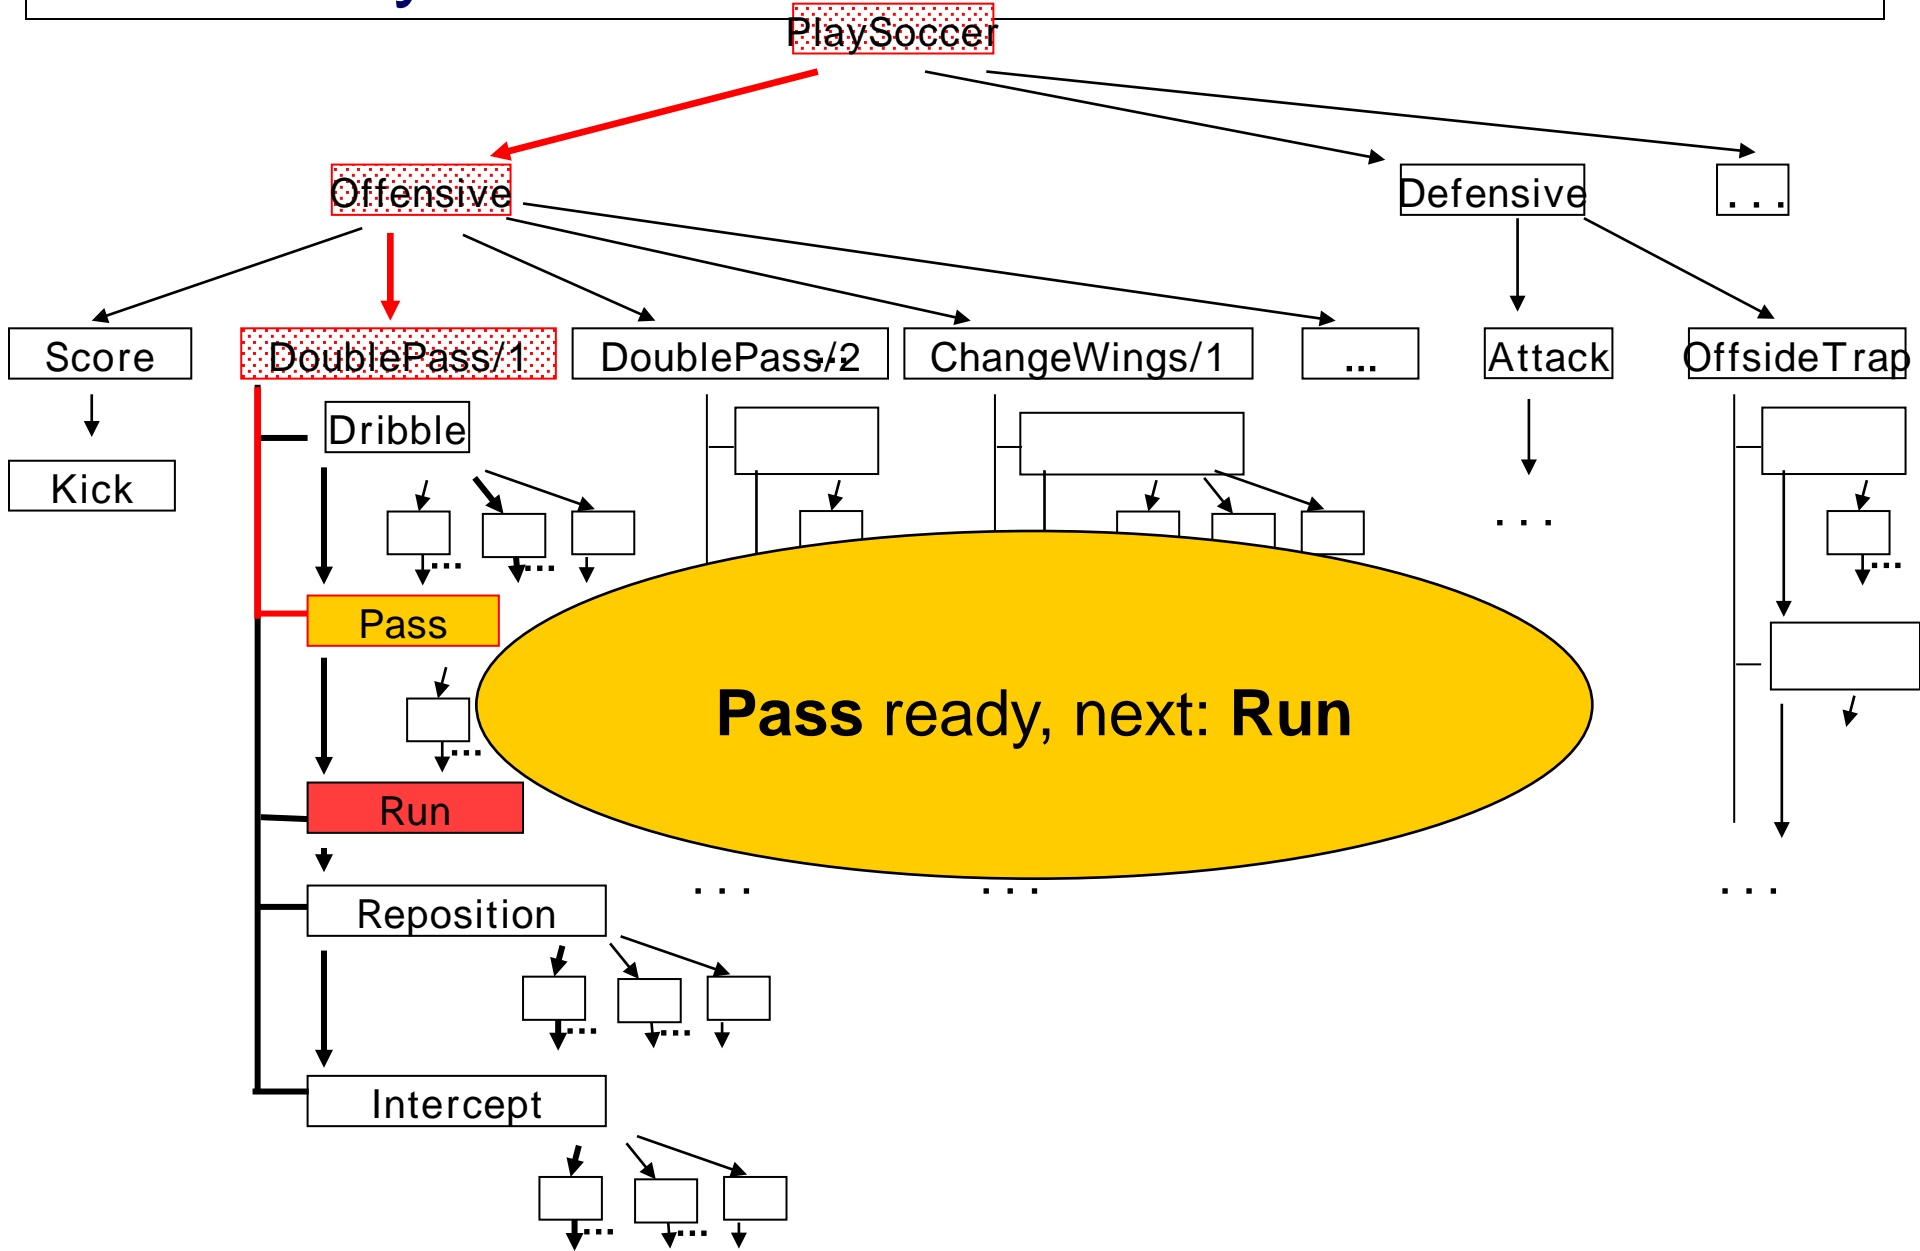 PlaySoccer
Offensive
Defensive
. . .
Score
DoublePass/1
DoublePass/2
...
ChangeWings/1
...
Attack
OffsideTrap
Dribble
Kick
. . .
...
...
...
Pass
Pass ready, next: Run
...
Run
. . .
. . .
. . .
Reposition
...
...
Intercept
...
...